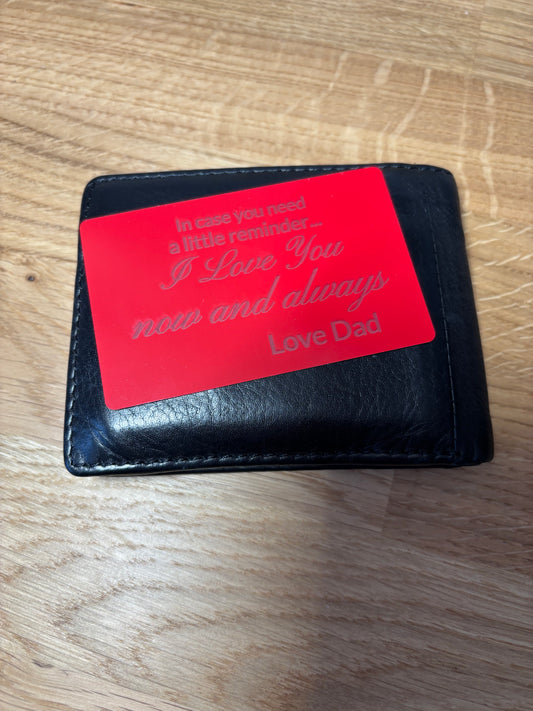 In case you need
a little reminder...
I Love You
now and always
Love Dad